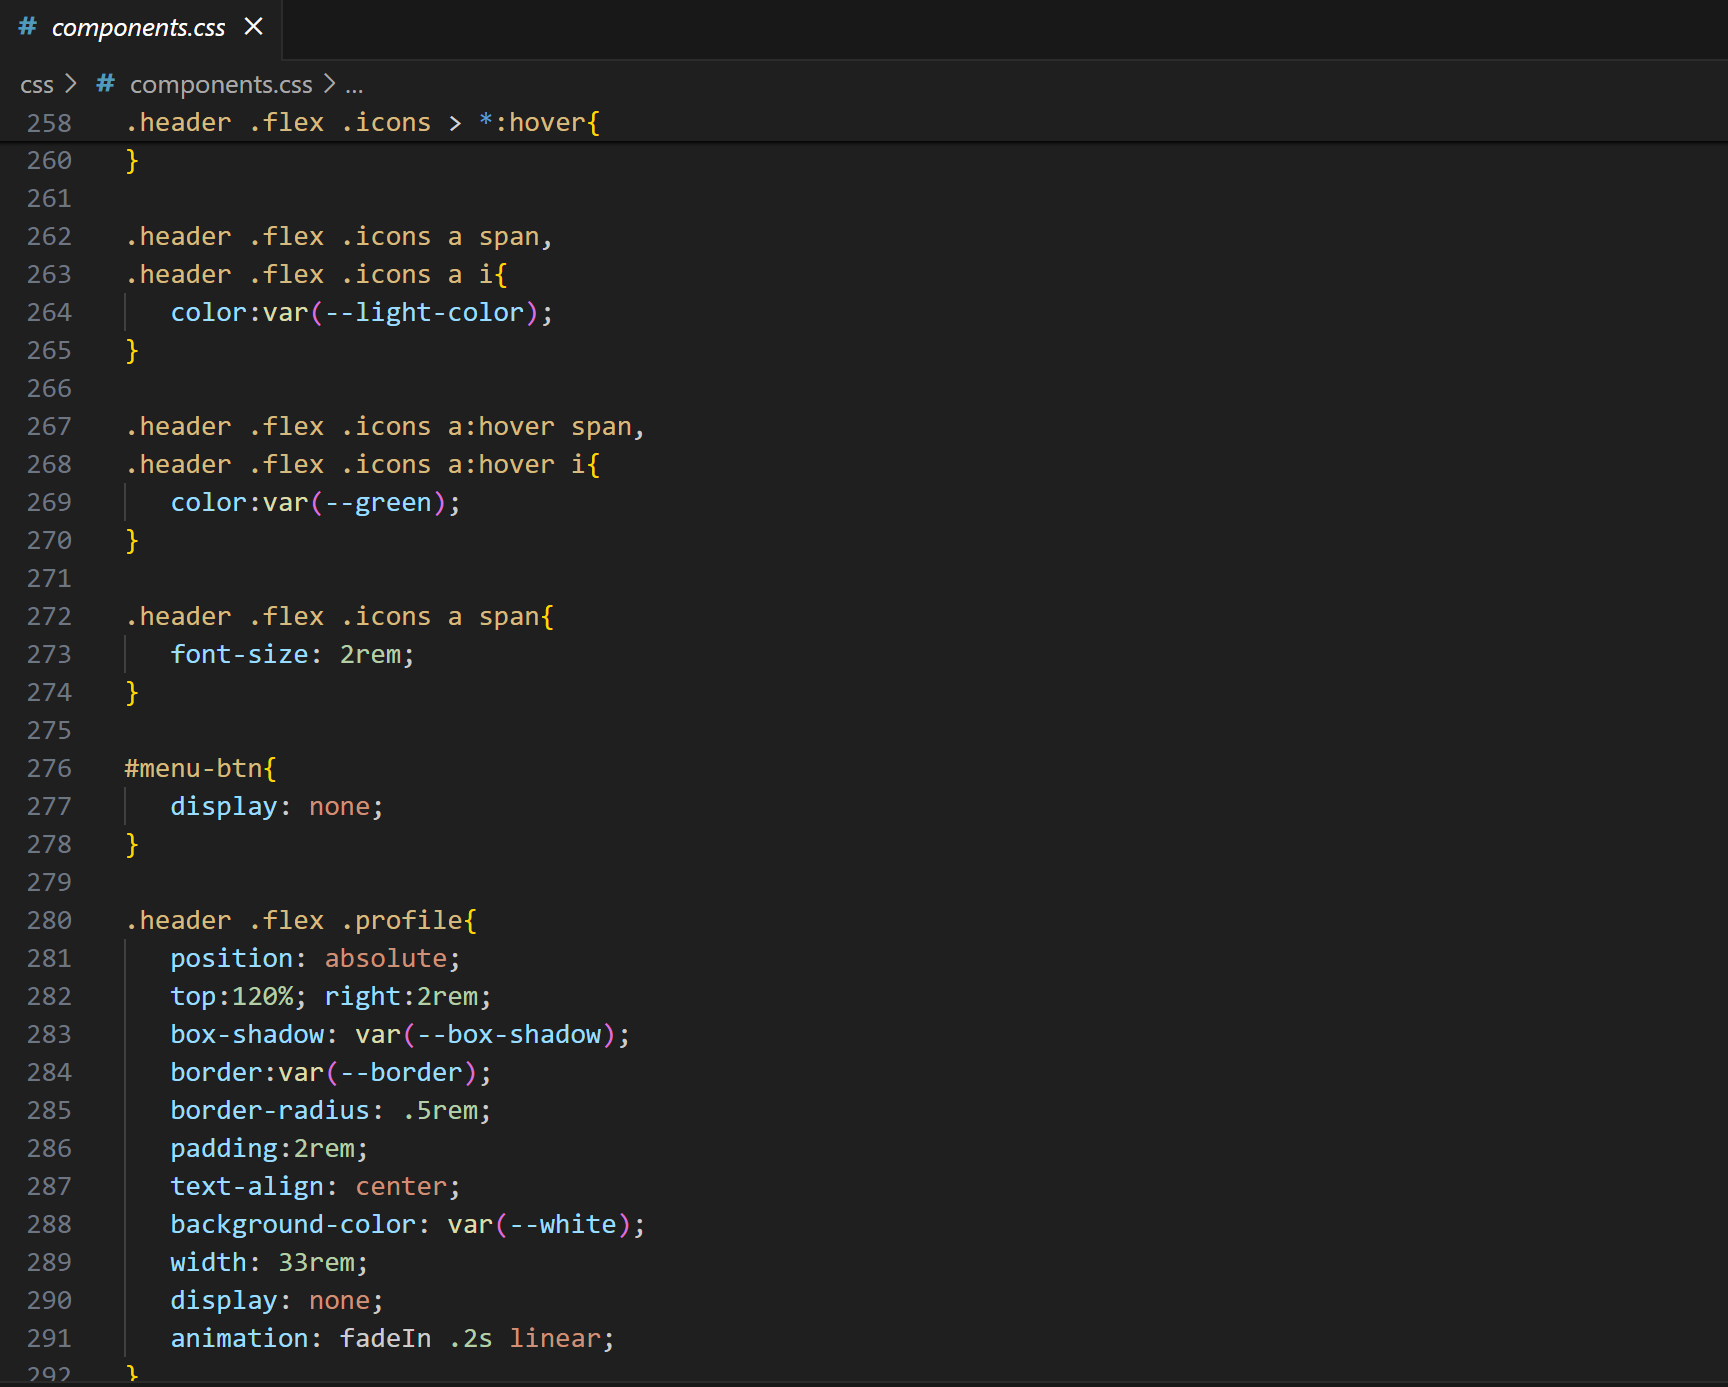 # components.css ×
css > # components.css > ...
258 .header .flex .icons > *:hover{
260 }
261
262 .header .flex .icons a span,
263 .header .flex .icons a i{
264    color:var(--light-color);
265 }
266
267 .header .flex .icons a:hover span,
268 .header .flex .icons a:hover i{
269    color:var(--green);
270 }
271
272 .header .flex .icons a span{
273    font-size: 2rem;
274 }
275
276 #menu-btn{
277    display: none;
278 }
279
280 .header .flex .profile{
281    position: absolute;
282    top:120%; right:2rem;
283    box-shadow: var(--box-shadow);
284    border:var(--border);
285    border-radius: .5rem;
286    padding:2rem;
287    text-align: center;
288    background-color: var(--white);
289    width: 33rem;
290    display: none;
291    animation: fadeIn .2s linear;
292 }